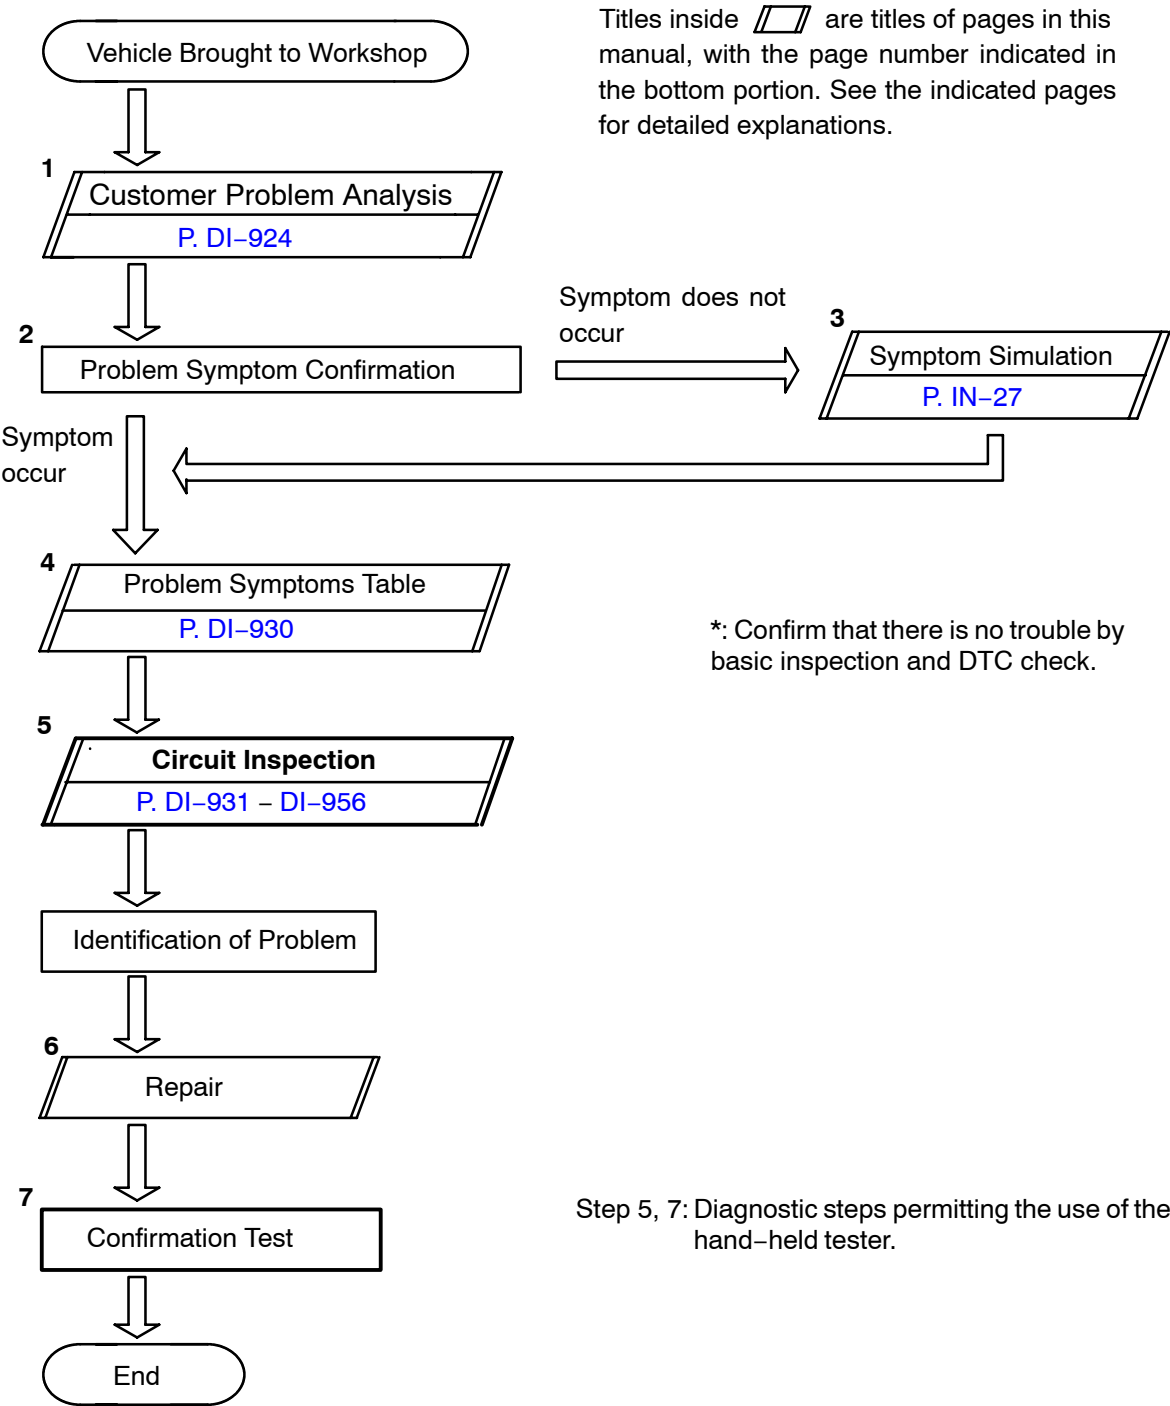 Titles inside are titles of pages in this
manual, with the page number indicated in
the bottom portion. See the indicated pages
for detailed explanations.
Vehicle Brought to Workshop
1
Customer Problem Analysis
P. DI−924
2
Problem Symptom Confirmation
Symptom does not
occur
3
Symptom Simulation
P. IN−27
Symptom
occur
4
Problem Symptoms Table
P. DI−930
*: Confirm that there is no trouble by
basic inspection and DTC check.
5
Circuit Inspection
P. DI−931 − DI−956
Identification of Problem
6
Repair
7
Confirmation Test
Step 5, 7: Diagnostic steps permitting the use of the
hand−held tester.
End